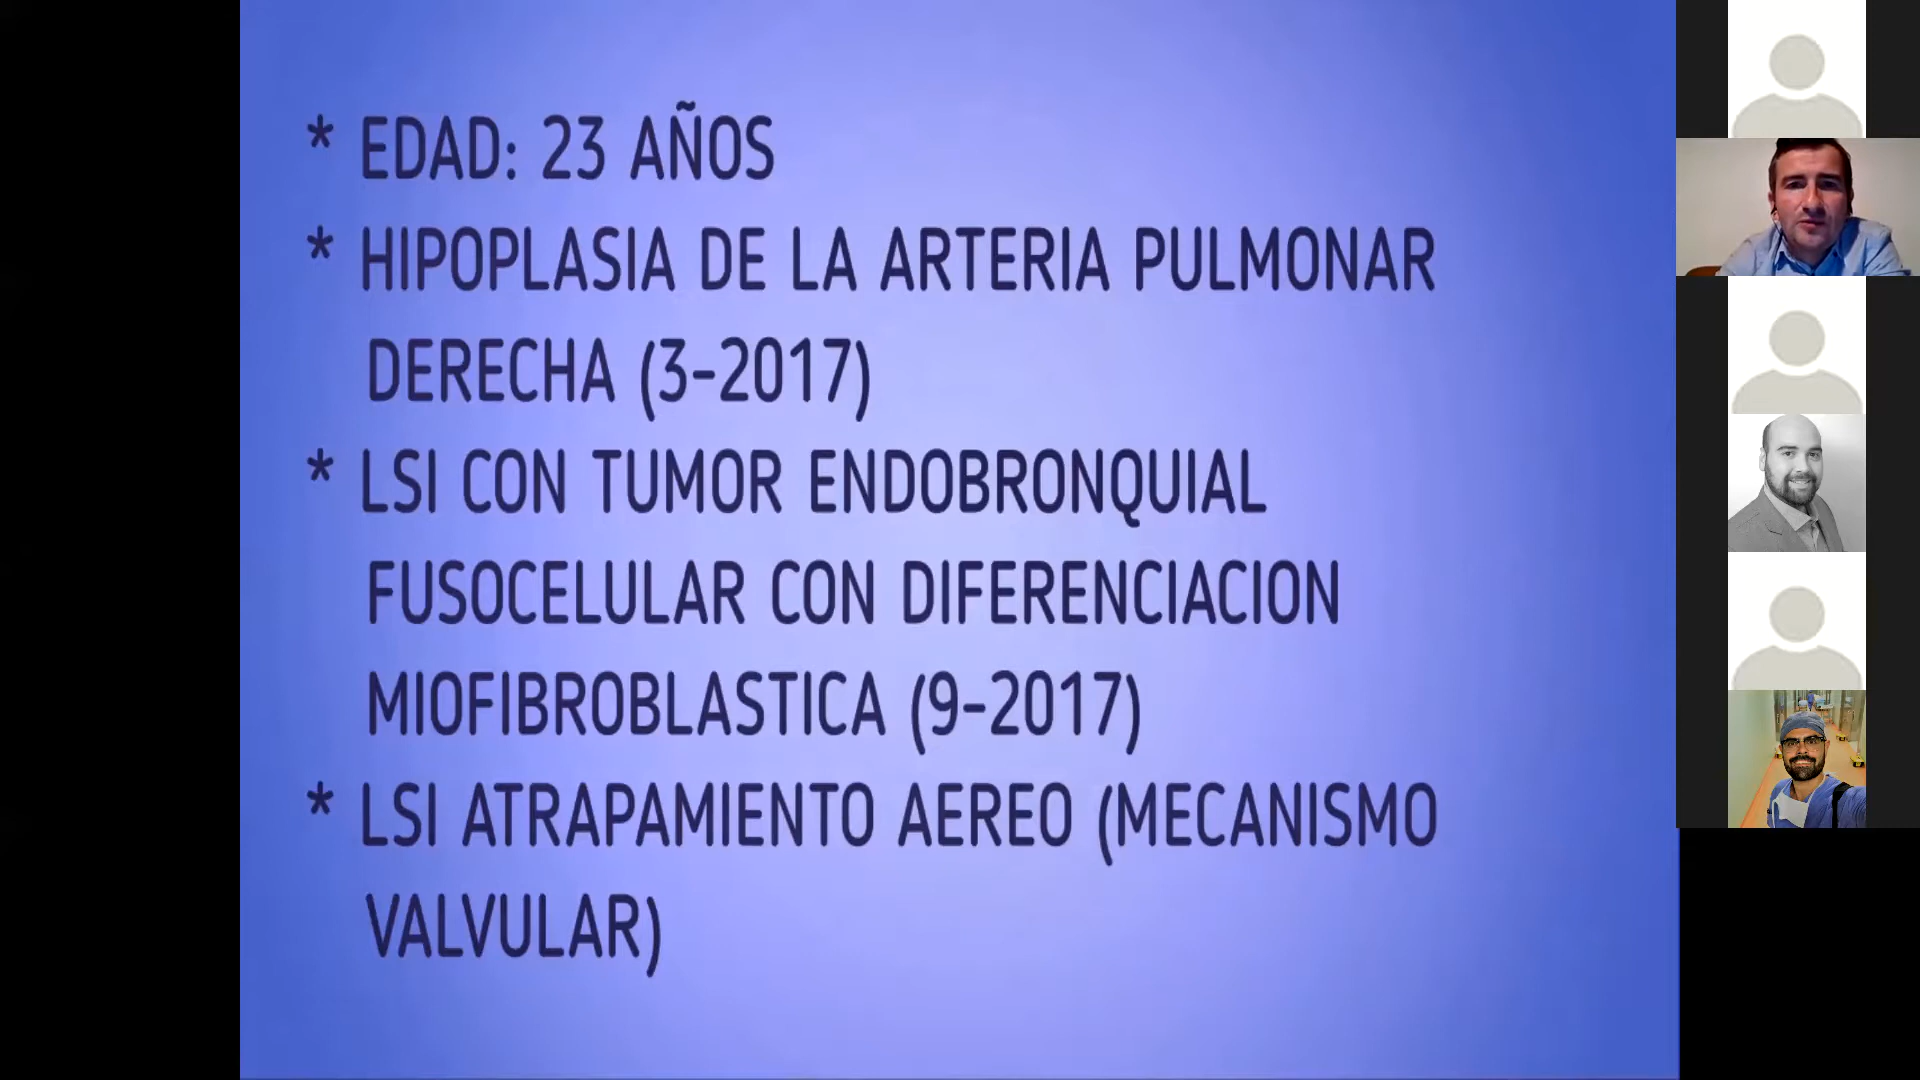 * EDAD: 23 AÑOS
* HIPOPLASIA DE LA ARTERIA PULMONAR
DERECHA (3-2017)
* LSI CON TUMOR ENDOBRONQUIAL
FUSOCELULAR CON DIFERENCIACION
MIOFIBROBLASTICA (9-2017)
* LSI ATRAPAMIENTO AEREO (MECANISMO
VALVULAR)